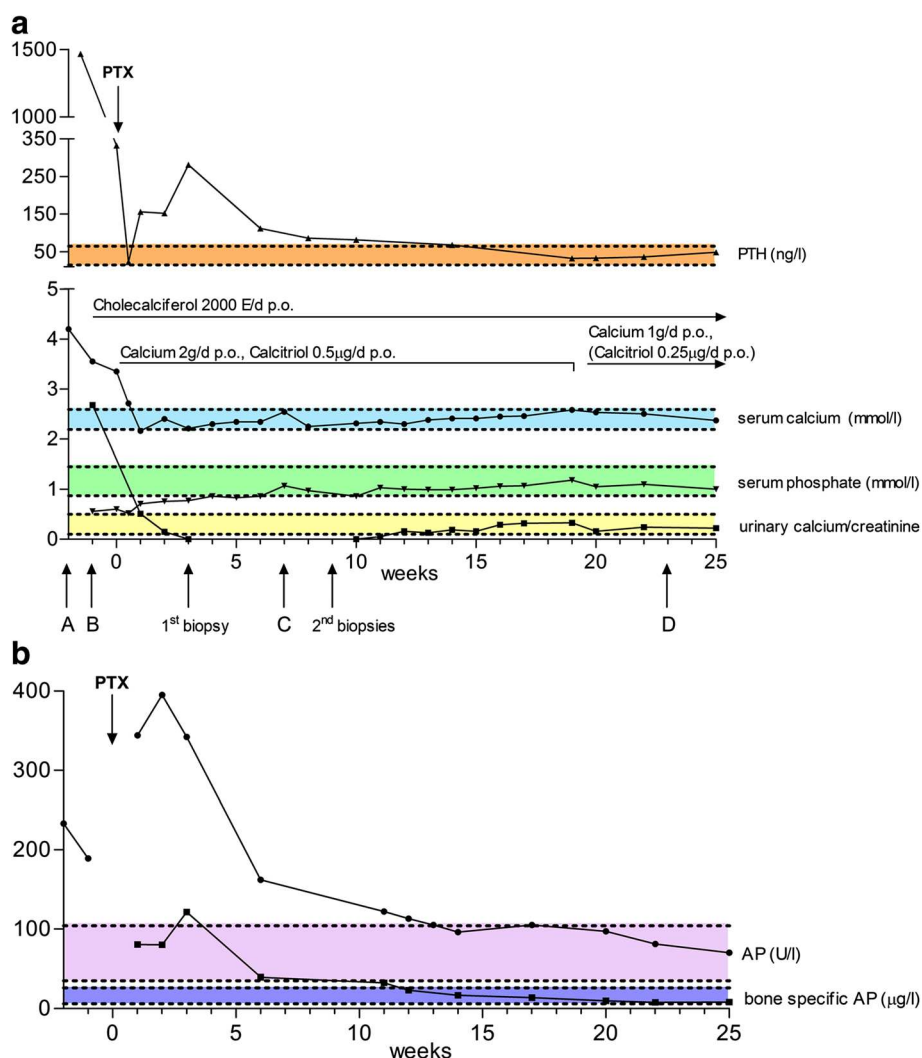 a
1500
PTX
1000
350
250
150
50
PTH (ng/l)
5
Cholecalciferol 2000 E/d p.o.
4
Calcium 1g/d p.o.,
Calcium 2g/d p.o., Calcitriol 0.5µg/d p.o.
(Calcitriol 0.25µg/d p.o.)
3
serum calcium (mmol/l)
2
serum phosphate (mmol/l)
1
urinary calcium/creatinine
0
0 5 10 15 20 25
weeks
A B 1st biopsy C 2nd biopsies D
b
PTX
400
300
200
100
AP (U/l)
bone specific AP (µg/l)
0
0 5 10 15 20 25
weeks